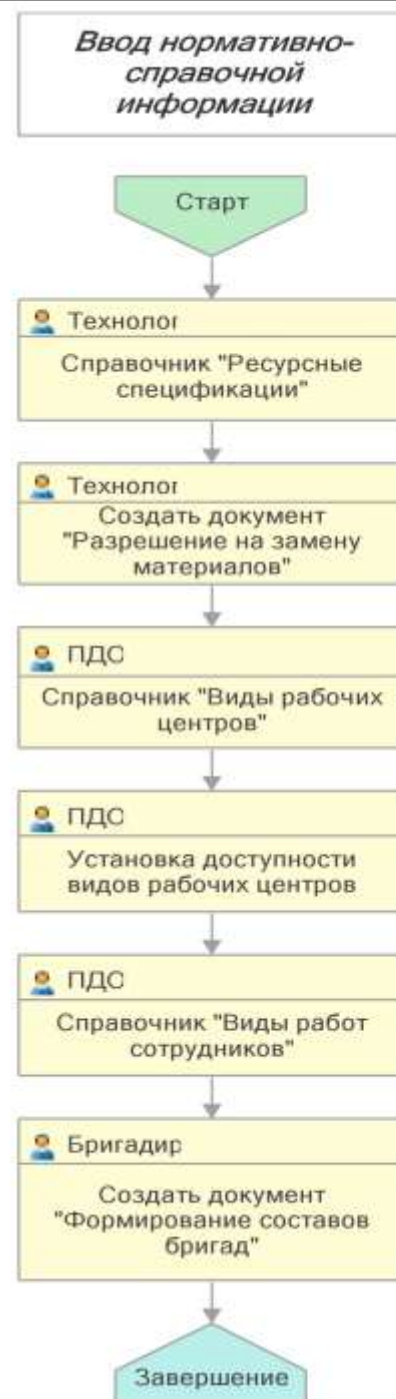 Ввод нормативно-
справочной
информации
Старт
Технолог
Справочник "Ресурсные
спецификации"
Технолог
Создать документ
"Разрешение на замену
материалов"
ПДО
Справочник "Виды рабочих
центров"
ПДО
Установка доступности
видов рабочих центров
ПДО
Справочник "Виды работ
сотрудников"
Бригадир
Создать документ
"Формирование составов
бригад"
Завершение